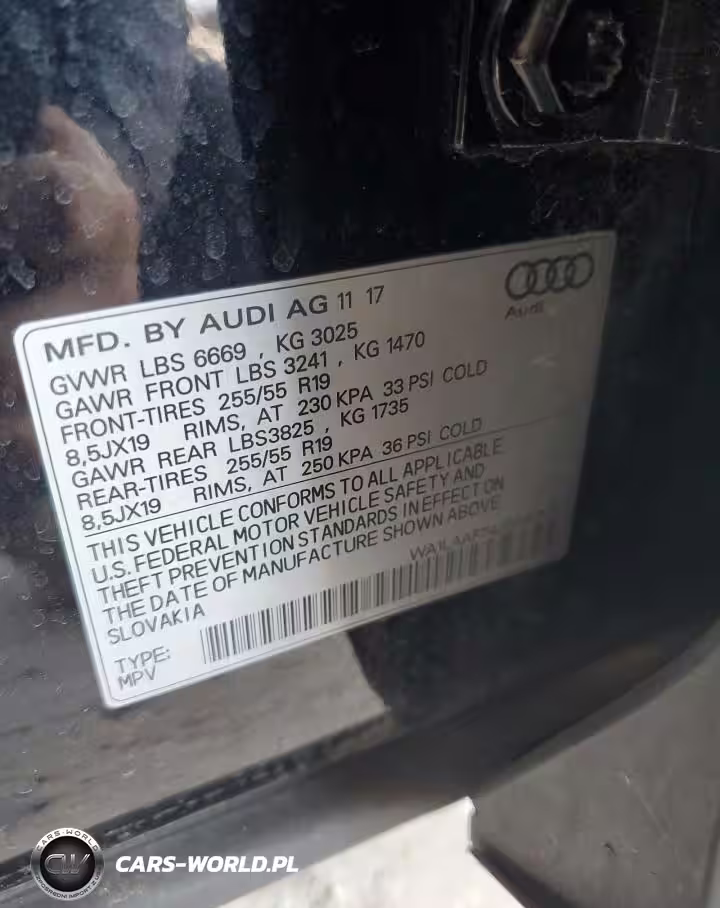 Audi
MFD. BY AUDI AG 11 17
GVWR LBS 6669 , KG 3025
GAWR FRONT LBS 3241 , KG 1470
FRONT-TIRES 255/55 R19
8,5JX19 RIMS, AT 230 KPA 33 PSI COLD
GAWR REAR LBS3825 , KG 1735
REAR-TIRES 255/55 R19
8,5JX19 RIMS, AT 250 KPA 36 PSI COLD
THIS VEHICLE CONFORMS TO ALL APPLICABLE
U.S. FEDERAL MOTOR VEHICLE SAFETY AND
THEFT PREVENTION STANDARDS IN EFFECT ON
THE DATE OF MANUFACTURE SHOWN ABOVE
SLOVAKIA
TYPE:
MPV
CARS-WORLD
CW
CARS-WORLD.PL